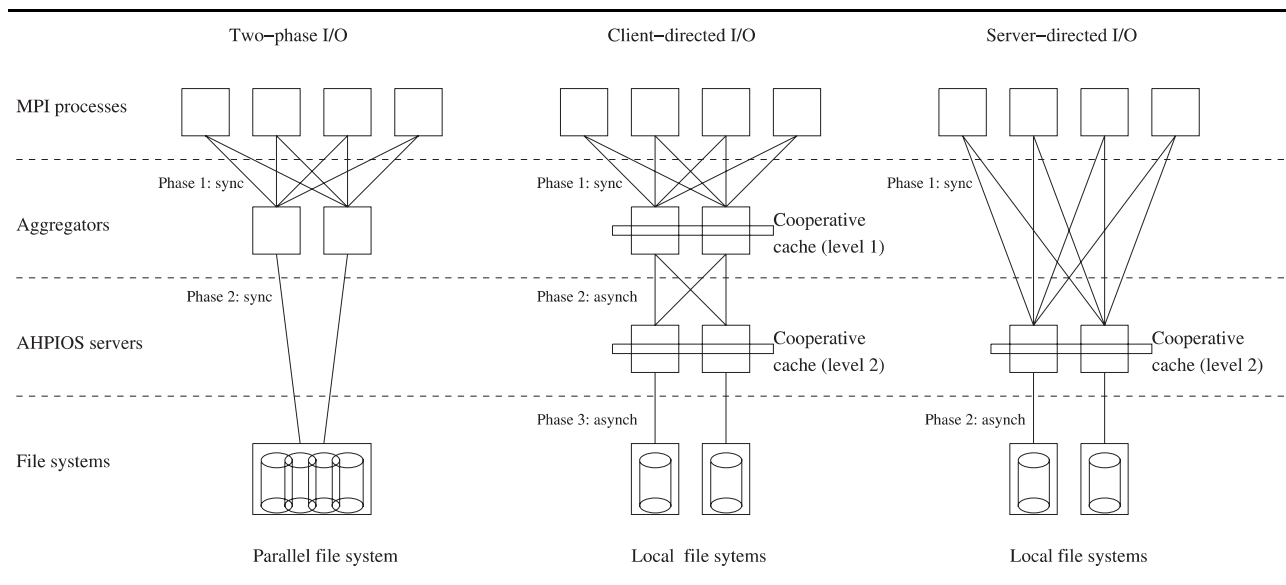 Two−phase I/O
Client−directed I/O
Server−directed I/O
MPI processes
Phase 1: sync
Phase 1: sync
Phase 1: sync
Aggregators
Cooperative
cache (level 1)
Phase 2: sync
Phase 2: asynch
AHPIOS servers
Cooperative
cache (level 2)
Cooperative
cache (level 2)
Phase 3: asynch
Phase 2: asynch
File systems
Parallel file system
Local file sytems
Local file systems